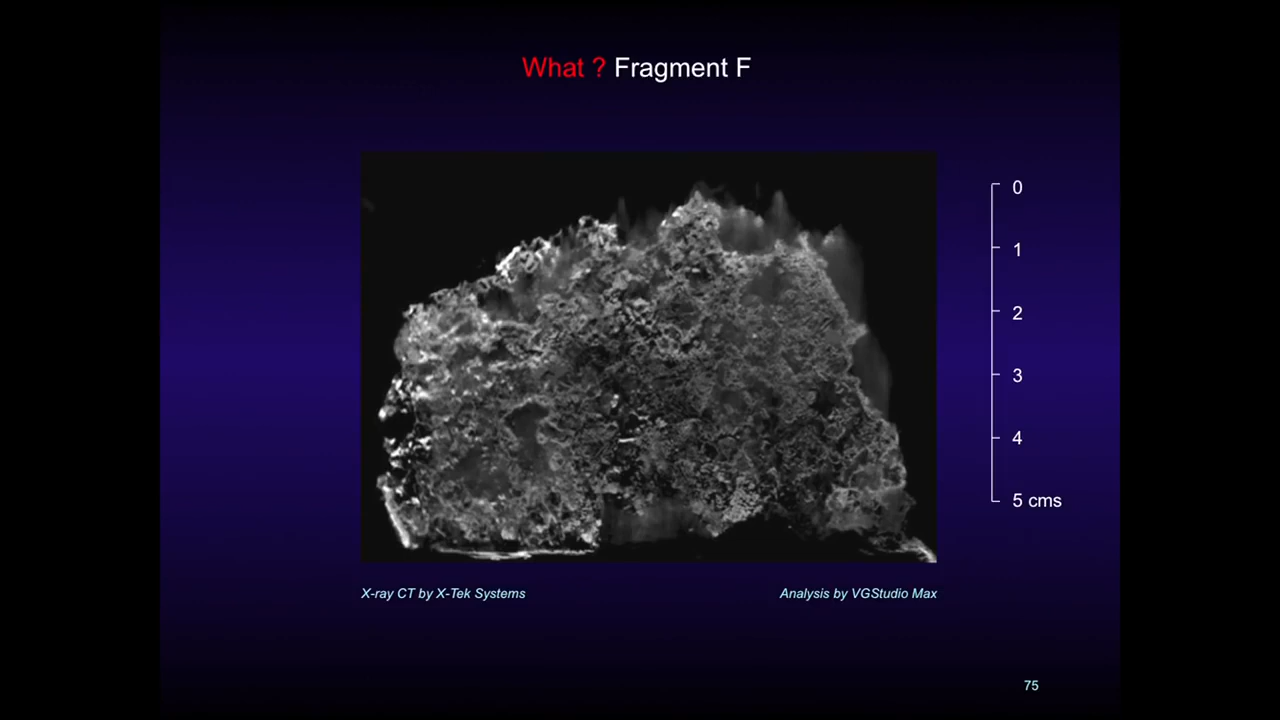 What ? Fragment F
0
1
2
3
4
5 cms
X-ray CT by X-Tek Systems
Analysis by VGStudio Max
75